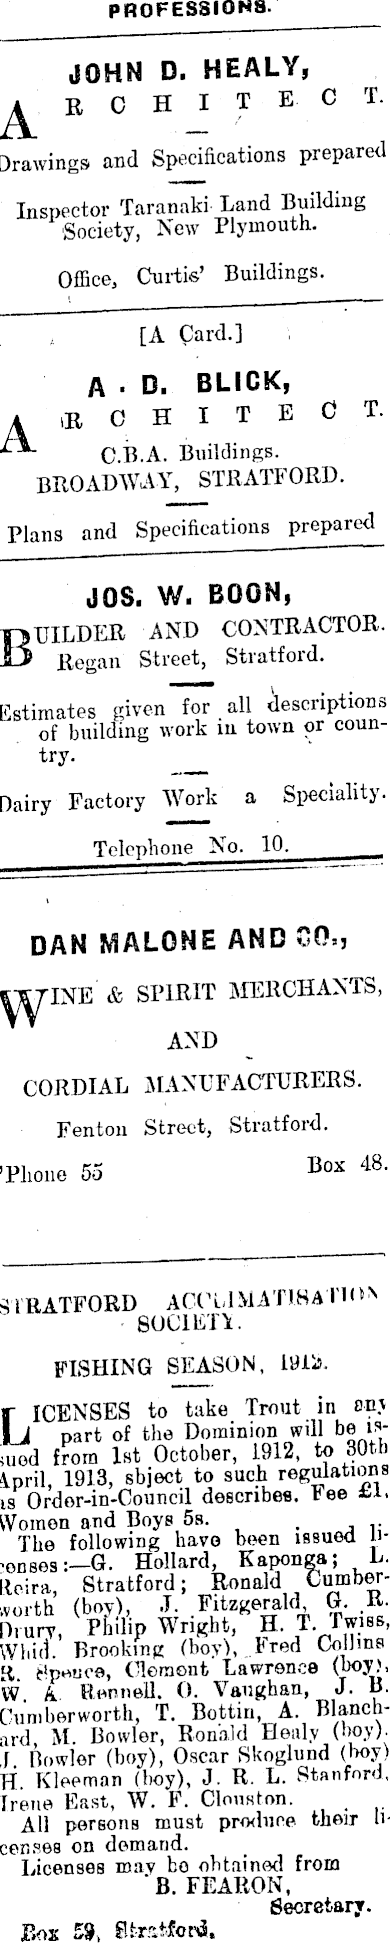 PROFESSIONS.
JOHN D. HEALY,
ARCHITECT.
Drawings and Specifications prepared
Inspector Taranaki Land Building
Society, New Plymouth.
Office, Curtis' Buildings.
[A Card.]
A. D. BLICK,
ARCHITECT.
C.B.A. Buildings.
BROADWAY, STRATFORD.
Plans and Specifications prepared
JOS. W. BOON,
BUILDER AND CONTRACTOR.
Regan Street, Stratford.
Estimates given for all descriptions
of building work in town or coun-
try.
Dairy Factory Work a Speciality.
Telephone No. 10.
DAN MALONE AND CO.,
WINE & SPIRIT MERCHANTS,
AND
CORDIAL MANUFACTURERS.
Fenton Street, Stratford.
'Phone 55 Box 48.
STRATFORD ACCLIMATISATION
SOCIETY.
FISHING SEASON,
LICENSES to take Trout in any
part of the Dominion will be is-
sued from 1st October, 1912, to 30th
April, 1913, sbject to such regulations
as Order-in-Council describes. Fee £1.
Women and Boys 5s.
The following have been issued li-
censes:—G. Hollard, Kaponga; L.
Reira, Stratford; Ronald Cumber-
worth (boy), J. Fitzgerald, G. R.
Drury, Philip Wright, H. T. Twiss,
Whid. Brooking (boy), Fred Collins
R. Spence, Clement Lawrence (boy),
W. A. Rennell, O. Vaughan, J. B.
Cumberworth, T. Bottin, A. Blanch-
ard, M. Bowler, Ronald Healy (boy).
J. Bowler (boy), Oscar Skoglund (boy)
H. Kleeman (boy), J. R. L. Stanford,
Irene East, W. F. Clouston.
All persons must produce their li-
censes on demand.
Licenses may be obtained from
B. FEARON,
Secretary.
Box 59, Stratford.